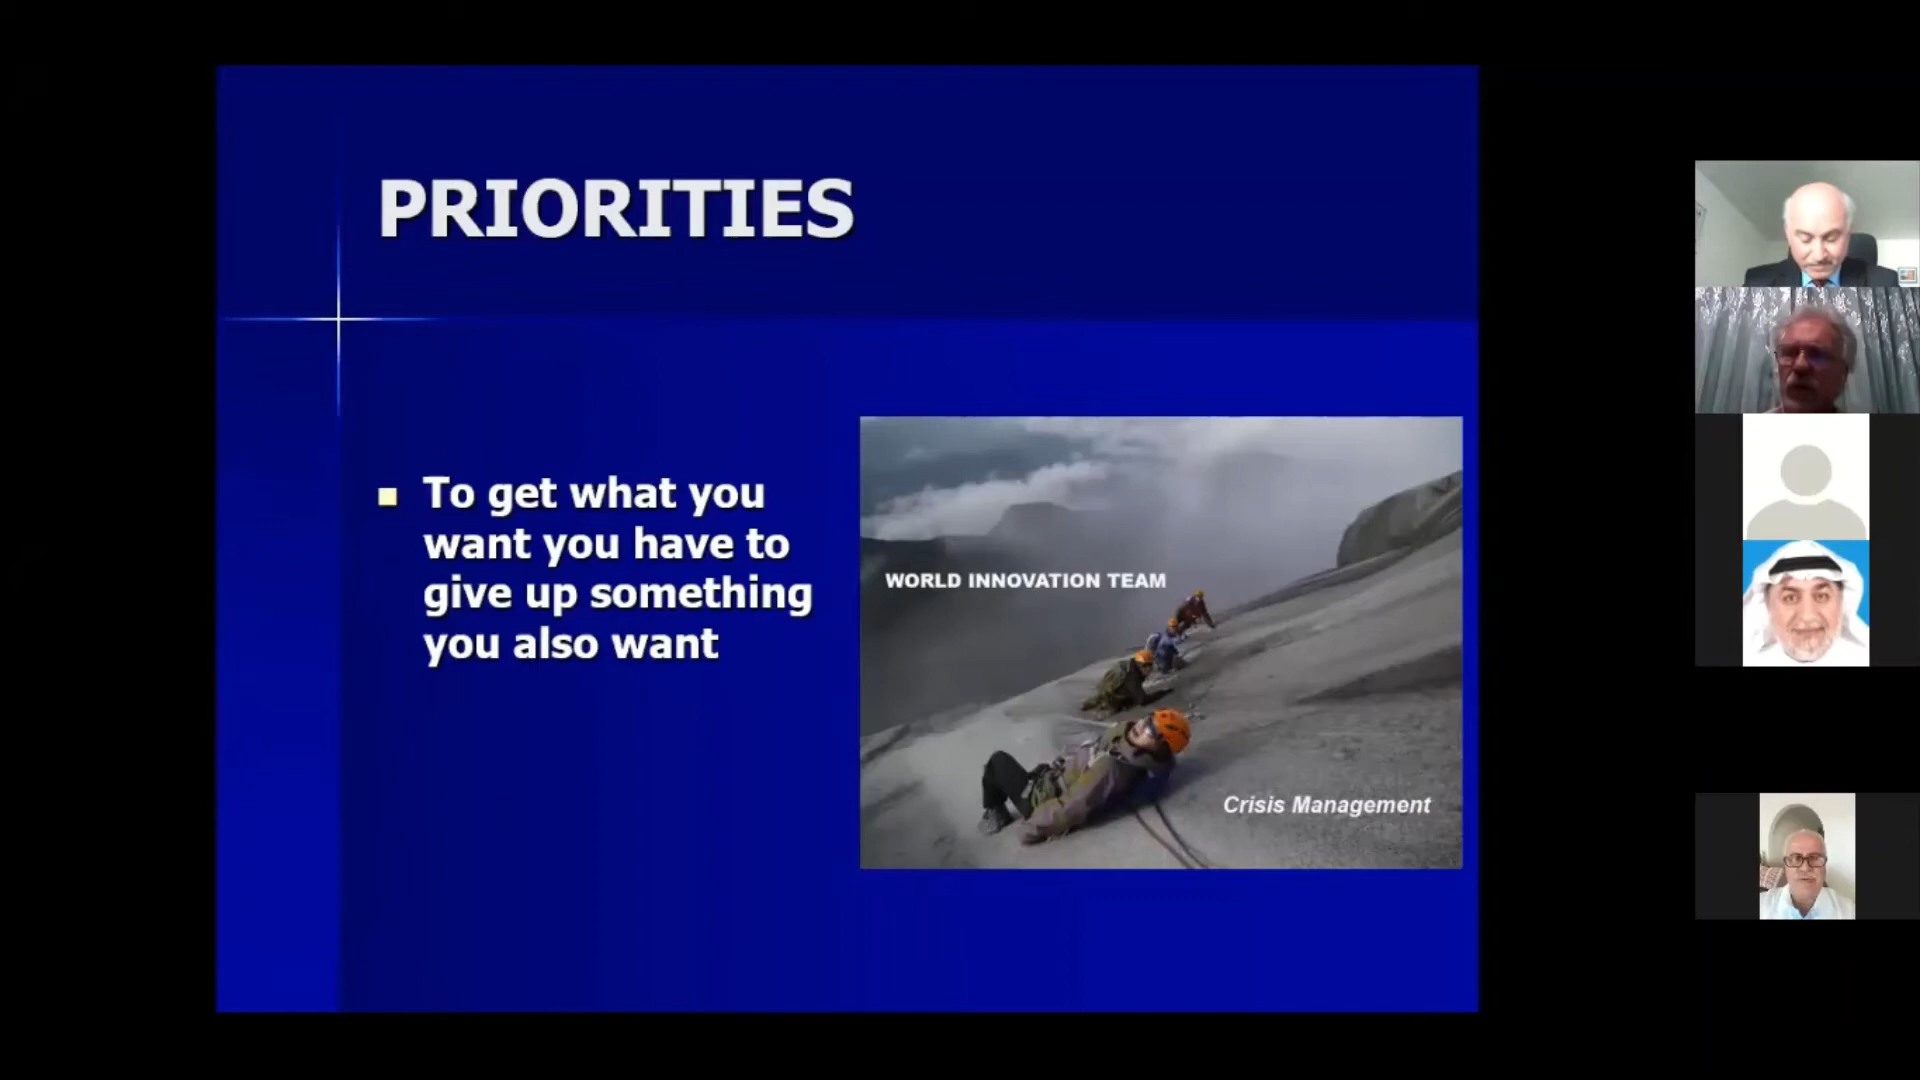 PRIORITIES
To get what you
want you have to
give up something
you also want
WORLD INNOVATION TEAM
Crisis Management